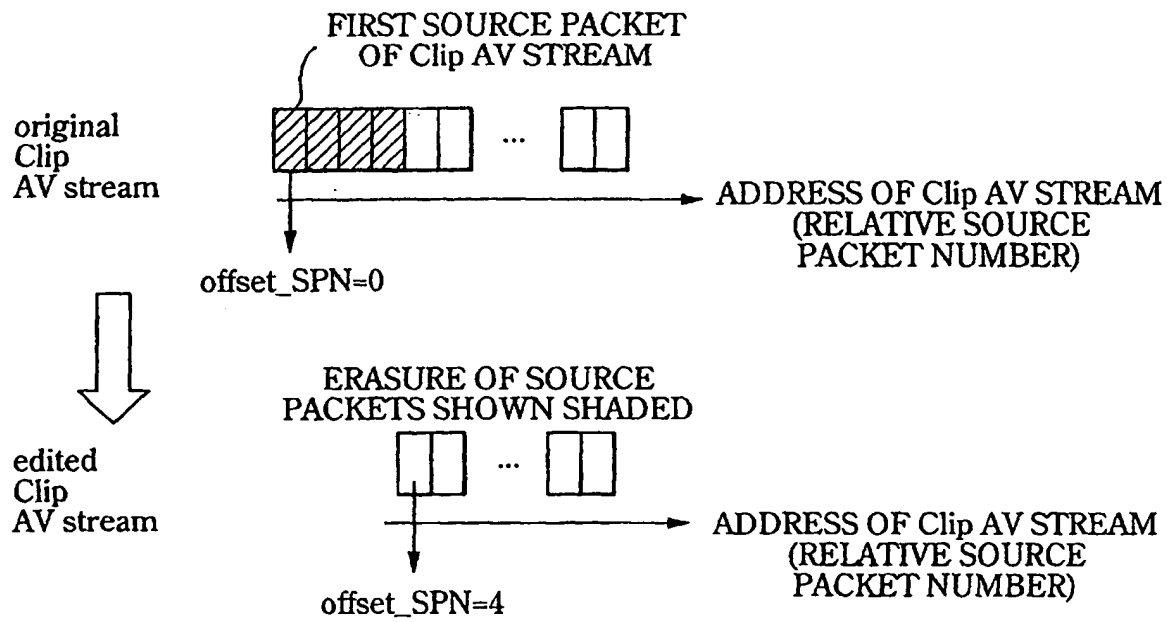 FIRST SOURCE PACKET
OF Clip AV STREAM
original
Clip
AV stream
...
ADDRESS OF Clip AV STREAM
(RELATIVE SOURCE
PACKET NUMBER)
offset_SPN=0
ERASURE OF SOURCE
PACKETS SHOWN SHADED
edited
Clip
AV stream
...
ADDRESS OF Clip AV STREAM
(RELATIVE SOURCE
PACKET NUMBER)
offset_SPN=4